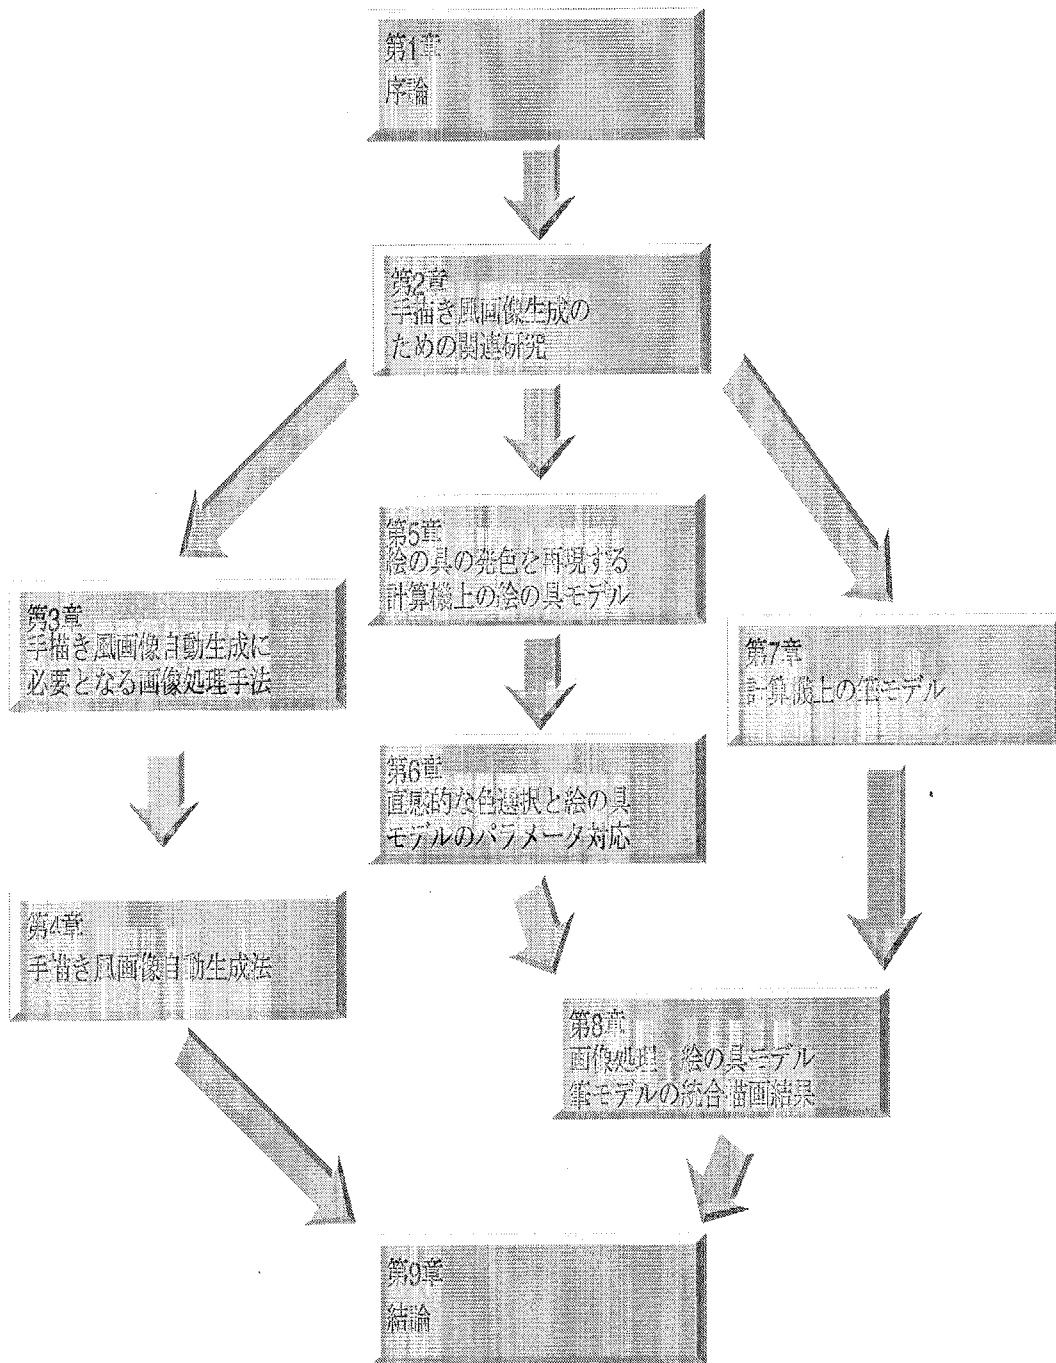 第1章
序論
第2章
手描き風画像生成の
ための関連研究
第5章
絵の具の発色を再現する
計算機上の絵の具モデル
第3章
手描き風画像自動生成に
必要となる画像処理手法
第7章
計算機上の筆モデル
第6章
直感的な色選択と絵の具
モデルのパラメータ対応
第4章
手描き風画像自動生成法
第8章
画像処理・絵の具モデル
筆モデルの統合描画結果
第9章
結論